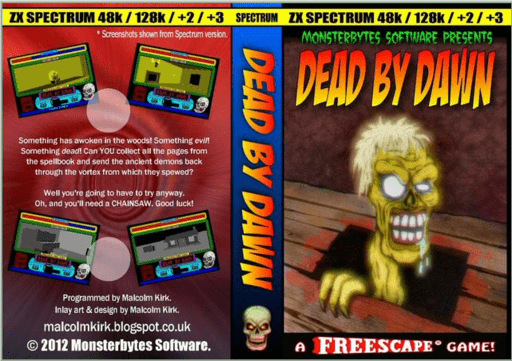 ZX SPECTRUM 48k / 128k / +2 / +3
* Screenshots shown from Spectrum version.
Something has awoken in the woods! Something evil!
Something dead! Can YOU collect all the pages from
the spellbook and send the ancient demons back
through the vortex from which they spewed?
Well you're going to have to try anyway.
Oh, and you'll need a CHAINSAW. Good luck!
Programmed by Malcolm Kirk.
Inlay art & design by Malcolm Kirk.
malcolmkirk.blogspot.co.uk
© 2012 Monsterbytes Software.
SPECTRUM
DEAD BY DAWN
ZX SPECTRUM 48k / 128k / +2 / +3
MONSTERBYTES SOFTWARE PRESENTS
DEAD BY DAWN
A FREESCAPE® GAME!